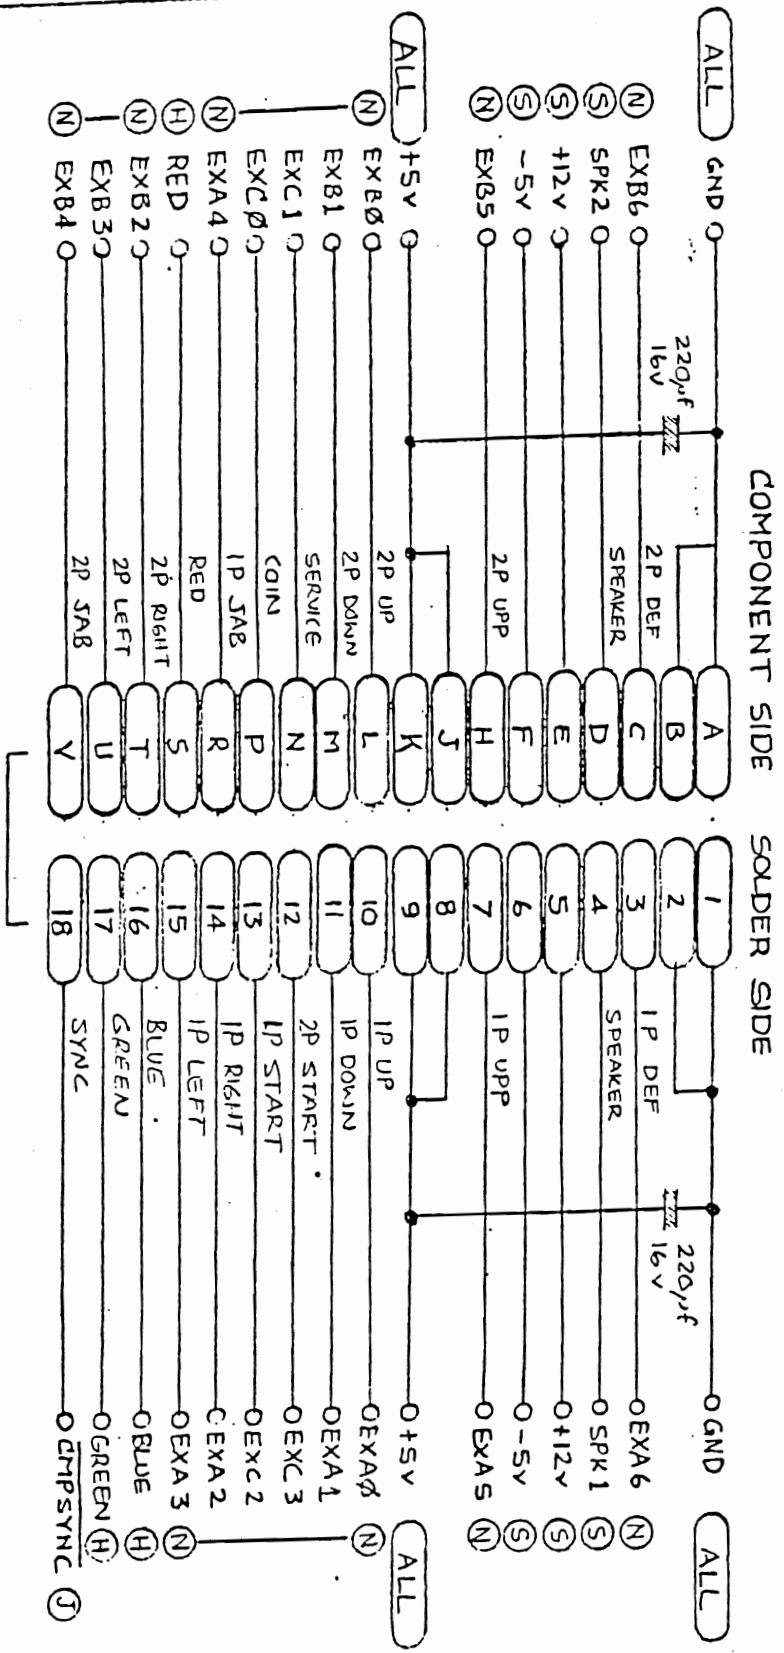 COMPONENT SIDE SOLDER SIDE
ALL GND A 1 GND ALL
220µf
16v
220µf
16v
B 2
N EXB6 2P DEF C 3 1P DEF EXA6 N
S SPK2 SPEAKER D 4 SPEAKER SPK1 S
S +12v E 5 +12v S
S -5v F 6 -5v S
N EXB5 2P UPP H 7 1P UPP EXA5 N
J 8
ALL +5v K 9 +5v ALL
N EXBØ 2P UP L 10 1P UP EXAØ N
EXB1 2P DOWN M 11 1P DOWN EXA1
EXC1 SERVICE N 12 2P START EXC3
EXCØ COIN P 13 1P START EXC2
N EXA4 1P JAB R 14 1P RIGHT EXA2
H RED RED S 15 1P LEFT EXA3 N
N EXB2 2P RIGHT T 16 BLUE BLUE H
EXB3 2P LEFT U 17 GREEN GREEN H
N EXB4 2P JAB V 18 SYNC CMPSYNC J